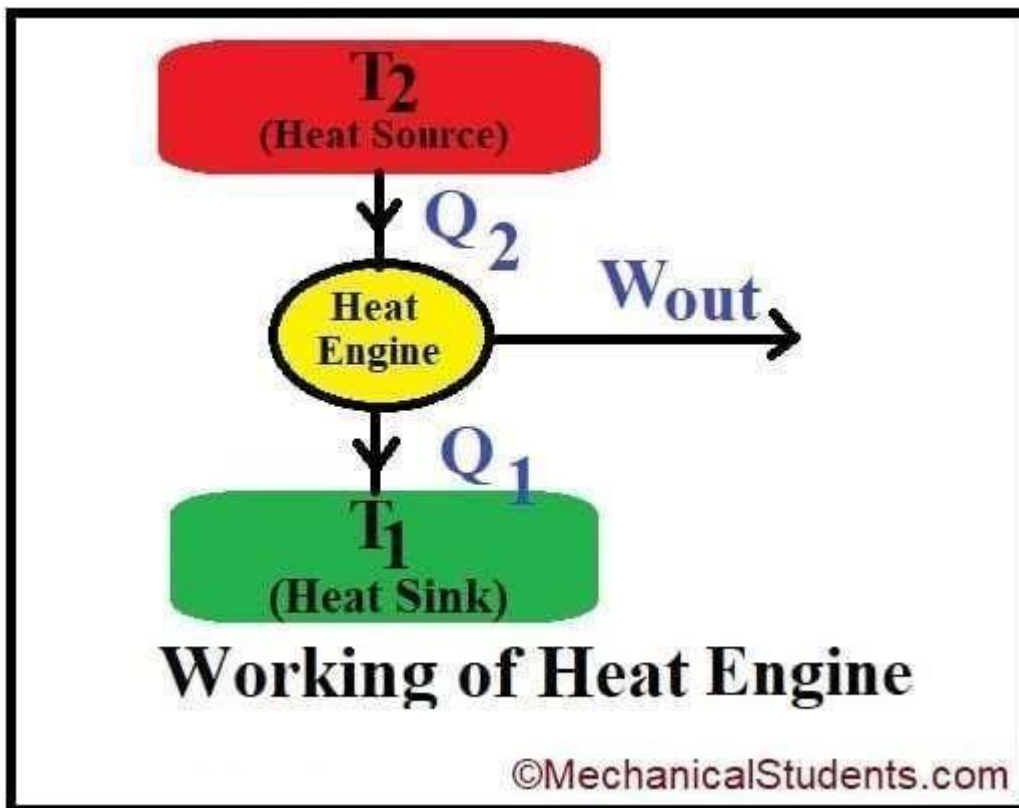 T2
(Heat Source)
Q2
Heat
Engine
Wout
Q1
T1
(Heat Sink)
Working of Heat Engine
©MechanicalStudents.com